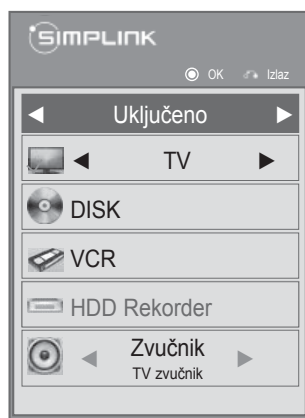 SIMPLINK
OK Izlaz
Uključeno
TV
DISK
VCR
HDD Rekorder
Zvučnik
TV zvučnik